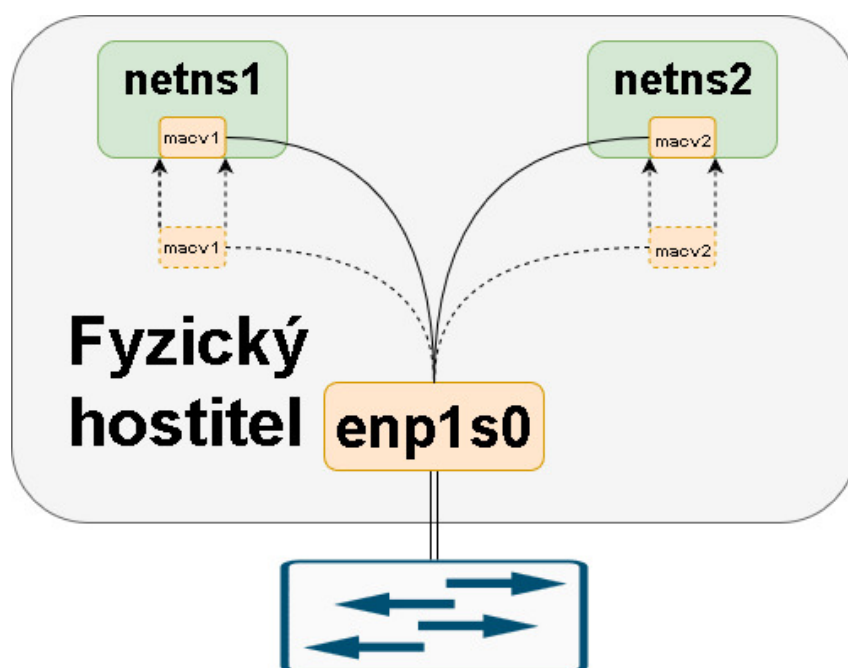 netns1
netns2
macv1
macv2
macv1
macv2
Fyzický
hostitel
enp1s0